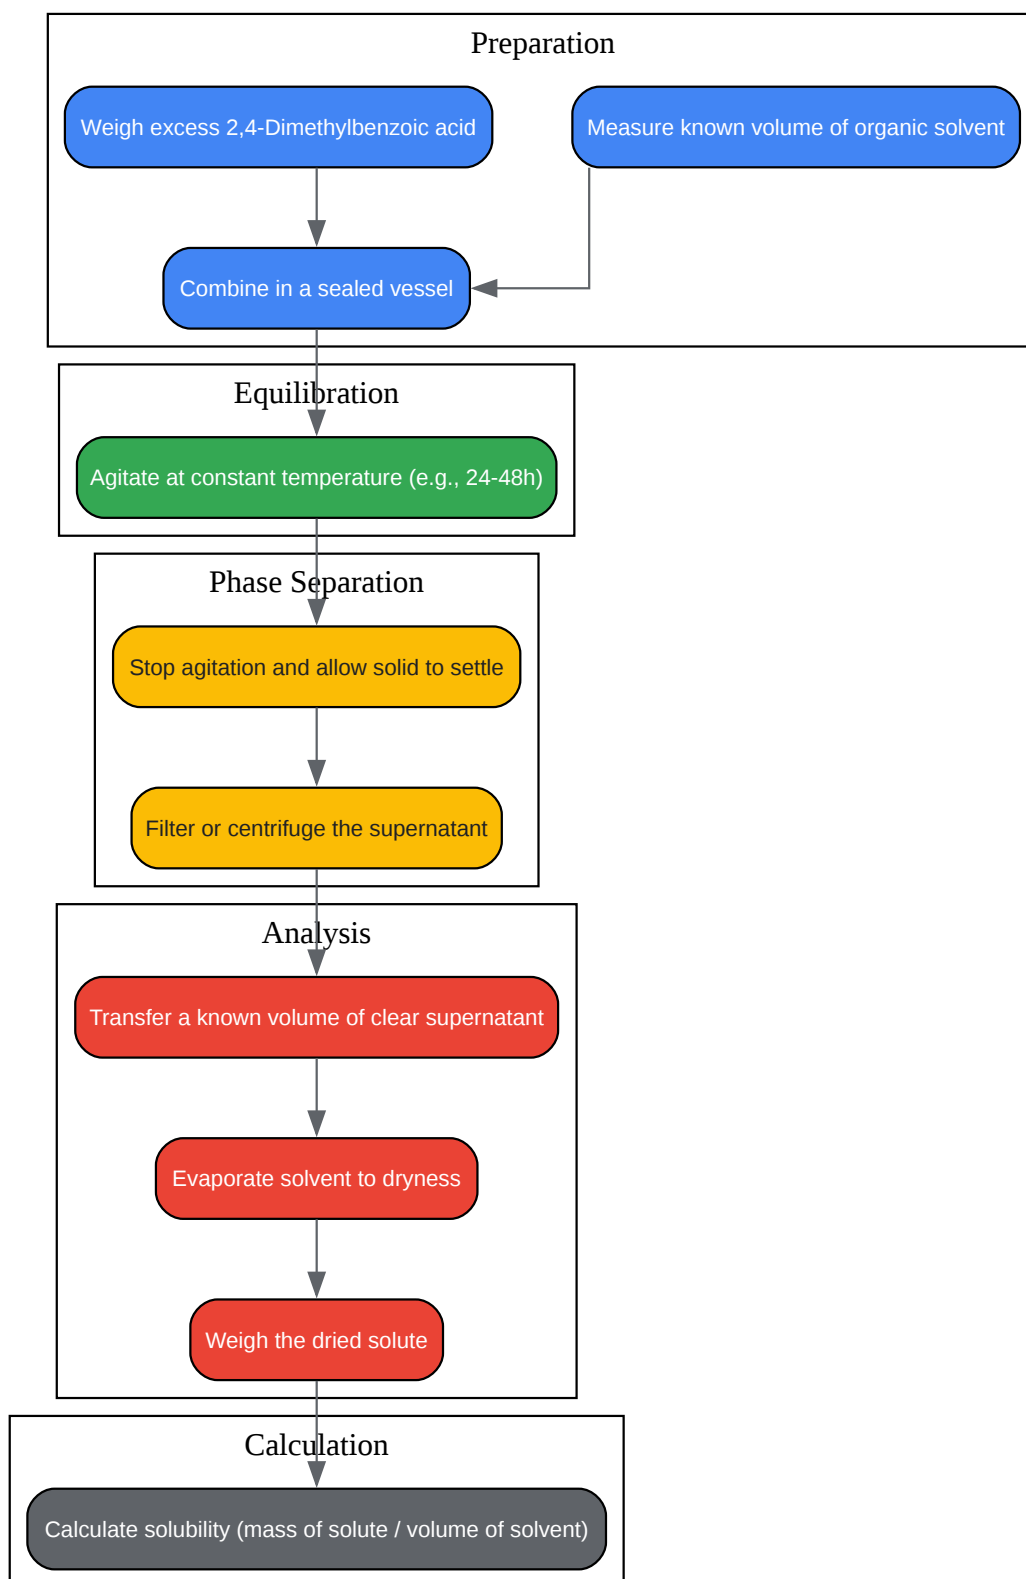 Preparation
Weigh excess 2,4-Dimethylbenzoic acid
Measure known volume of organic solvent
Combine in a sealed vessel
Equilibration
Agitate at constant temperature (e.g., 24-48h)
Phase Separation
Stop agitation and allow solid to settle
Filter or centrifuge the supernatant
Analysis
Transfer a known volume of clear supernatant
Evaporate solvent to dryness
Weigh the dried solute
Calculation
Calculate solubility (mass of solute / volume of solvent)